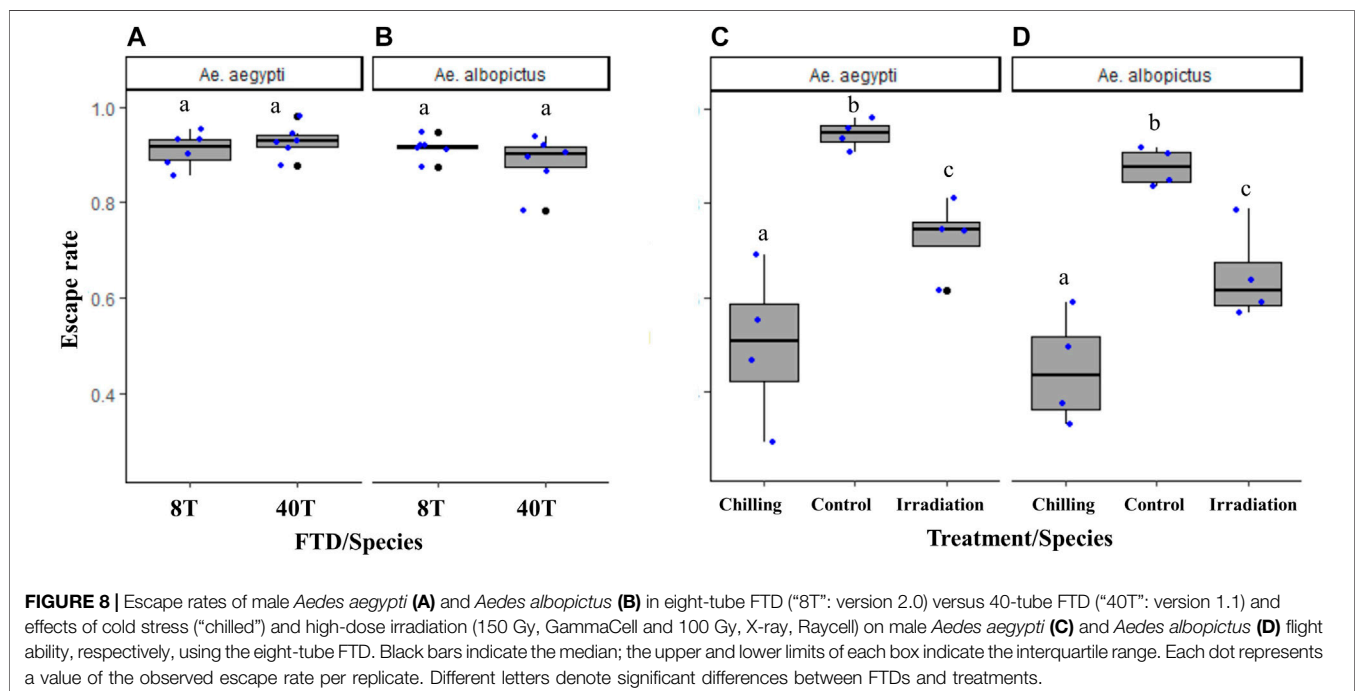 A B C D
Ae. aegypti Ae. albopictus Ae. aegypti Ae. albopictus
a a a a b b
1.0
c c
0.8
a a
0.6
0.4
Escape rate
8T 40T 8T 40T Chilling Control Irradiation Chilling Control Irradiation
FTD/Species Treatment/Species
FIGURE 8 | Escape rates of male Aedes aegypti (A) and Aedes albopictus (B) in eight-tube FTD (“8T”: version 2.0) versus 40-tube FTD (“40T”: version 1.1) and
effects of cold stress (“chilled”) and high-dose irradiation (150 Gy, GammaCell and 100 Gy, X-ray, Raycell) on male Aedes aegypti (C) and Aedes albopictus (D) flight
ability, respectively, using the eight-tube FTD. Black bars indicate the median; the upper and lower limits of each box indicate the interquartile range. Each dot represents
a value of the observed escape rate per replicate. Different letters denote significant differences between FTDs and treatments.